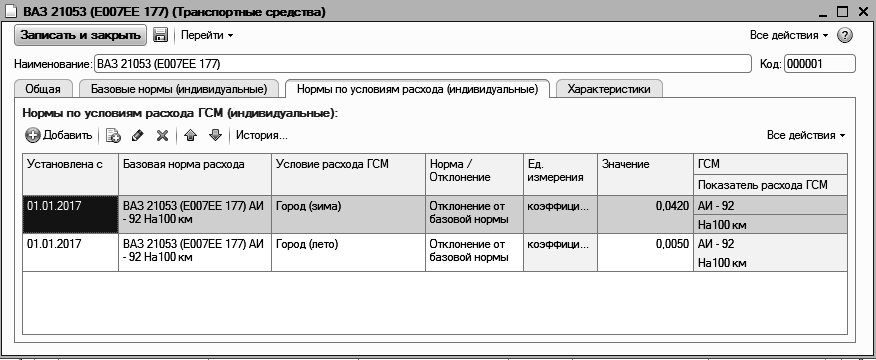 ВАЗ 21053 (Е007ЕЕ 177) (Транспортные средства)
Записать и закрыть Перейти Все действия ?
Наименование: ВАЗ 21053 (Е007ЕЕ 177) Код: 000001
Общая Базовые нормы (индивидуальные) Нормы по условиям расхода (индивидуальные) Характеристики
Нормы по условиям расхода ГСМ (индивидуальные):
Добавить История... Все действия
Установлена с Базовая норма расхода Условие расхода ГСМ Норма / Ед. Значение ГСМ
Отклонение измерения Показатель расхода ГСМ
01.01.2017 ВАЗ 21053 (Е007ЕЕ 177) АИ Город (зима) Отклонение от коэффици... 0,0420 АИ - 92
- 92 На100 км базовой нормы На100 км
01.01.2017 ВАЗ 21053 (Е007ЕЕ 177) АИ Город (лето) Отклонение от коэффици... 0,0050 АИ - 92
- 92 На100 км базовой нормы На100 км